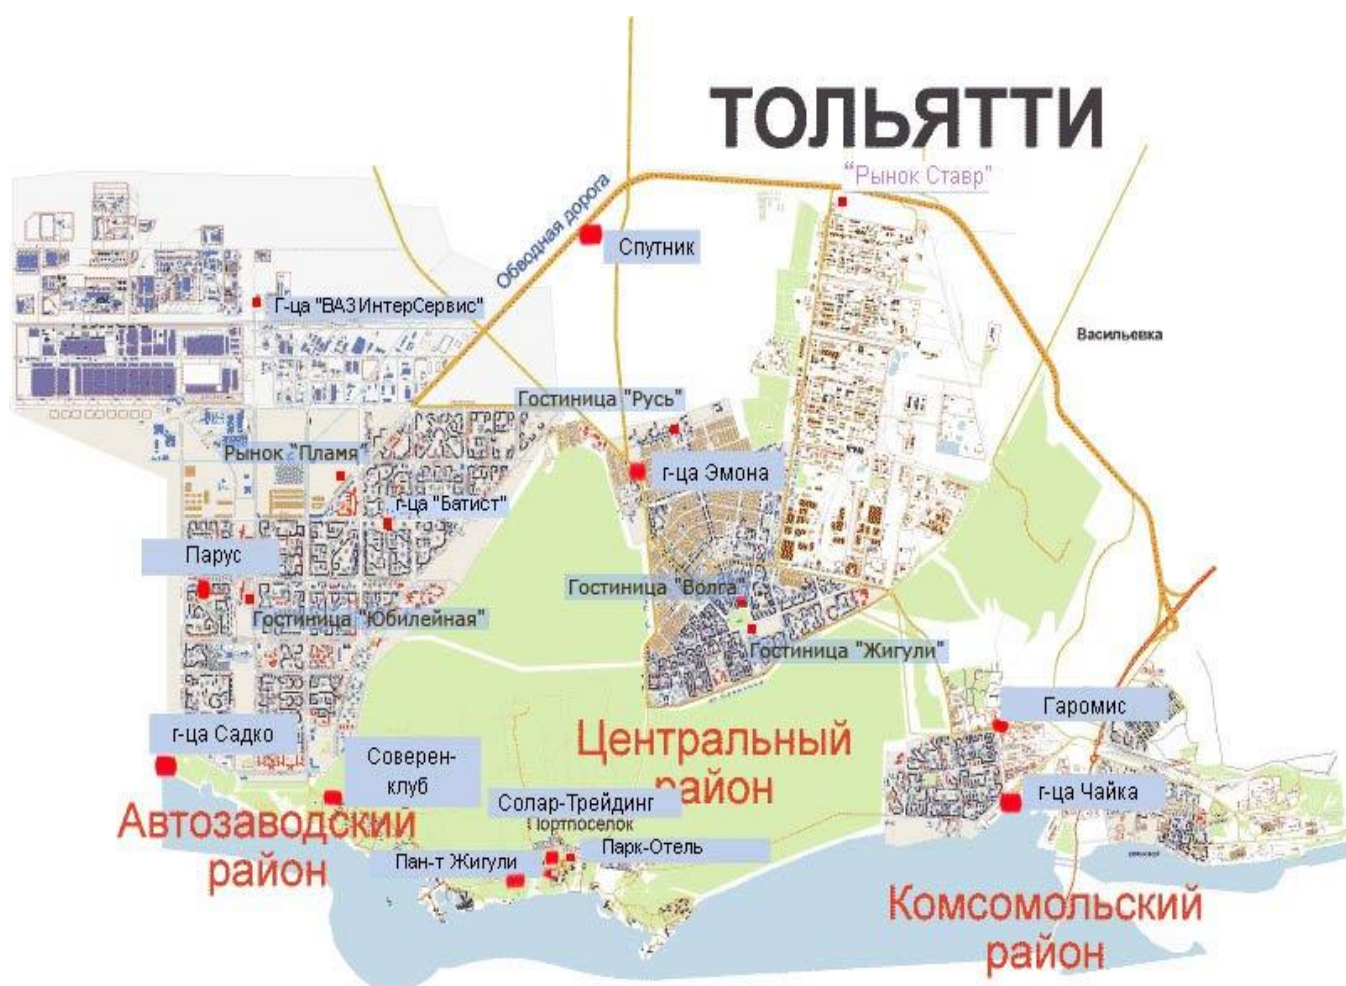 ТОЛЬЯТТИ
"Рынок Ставр"
Обводная дорога
Спутник
Г-ца "ВАЗИнтерСервис"
Васильевка
Гостиница "Русь"
Рынок "Пламя"
г-ца Эмона
г-ца "Батист"
Парус
Гостиница "Волга"
Гостиница "Юбилейная"
Гостиница "Жигули"
Гаромис
г-ца Садко
Центральный
район
Соверен-
клуб
г-ца Чайка
Солар-Трейдинг
Портпоселок
Автозаводский
район
Парк-Отель
Пан-т Жигули
Комсомольский
район